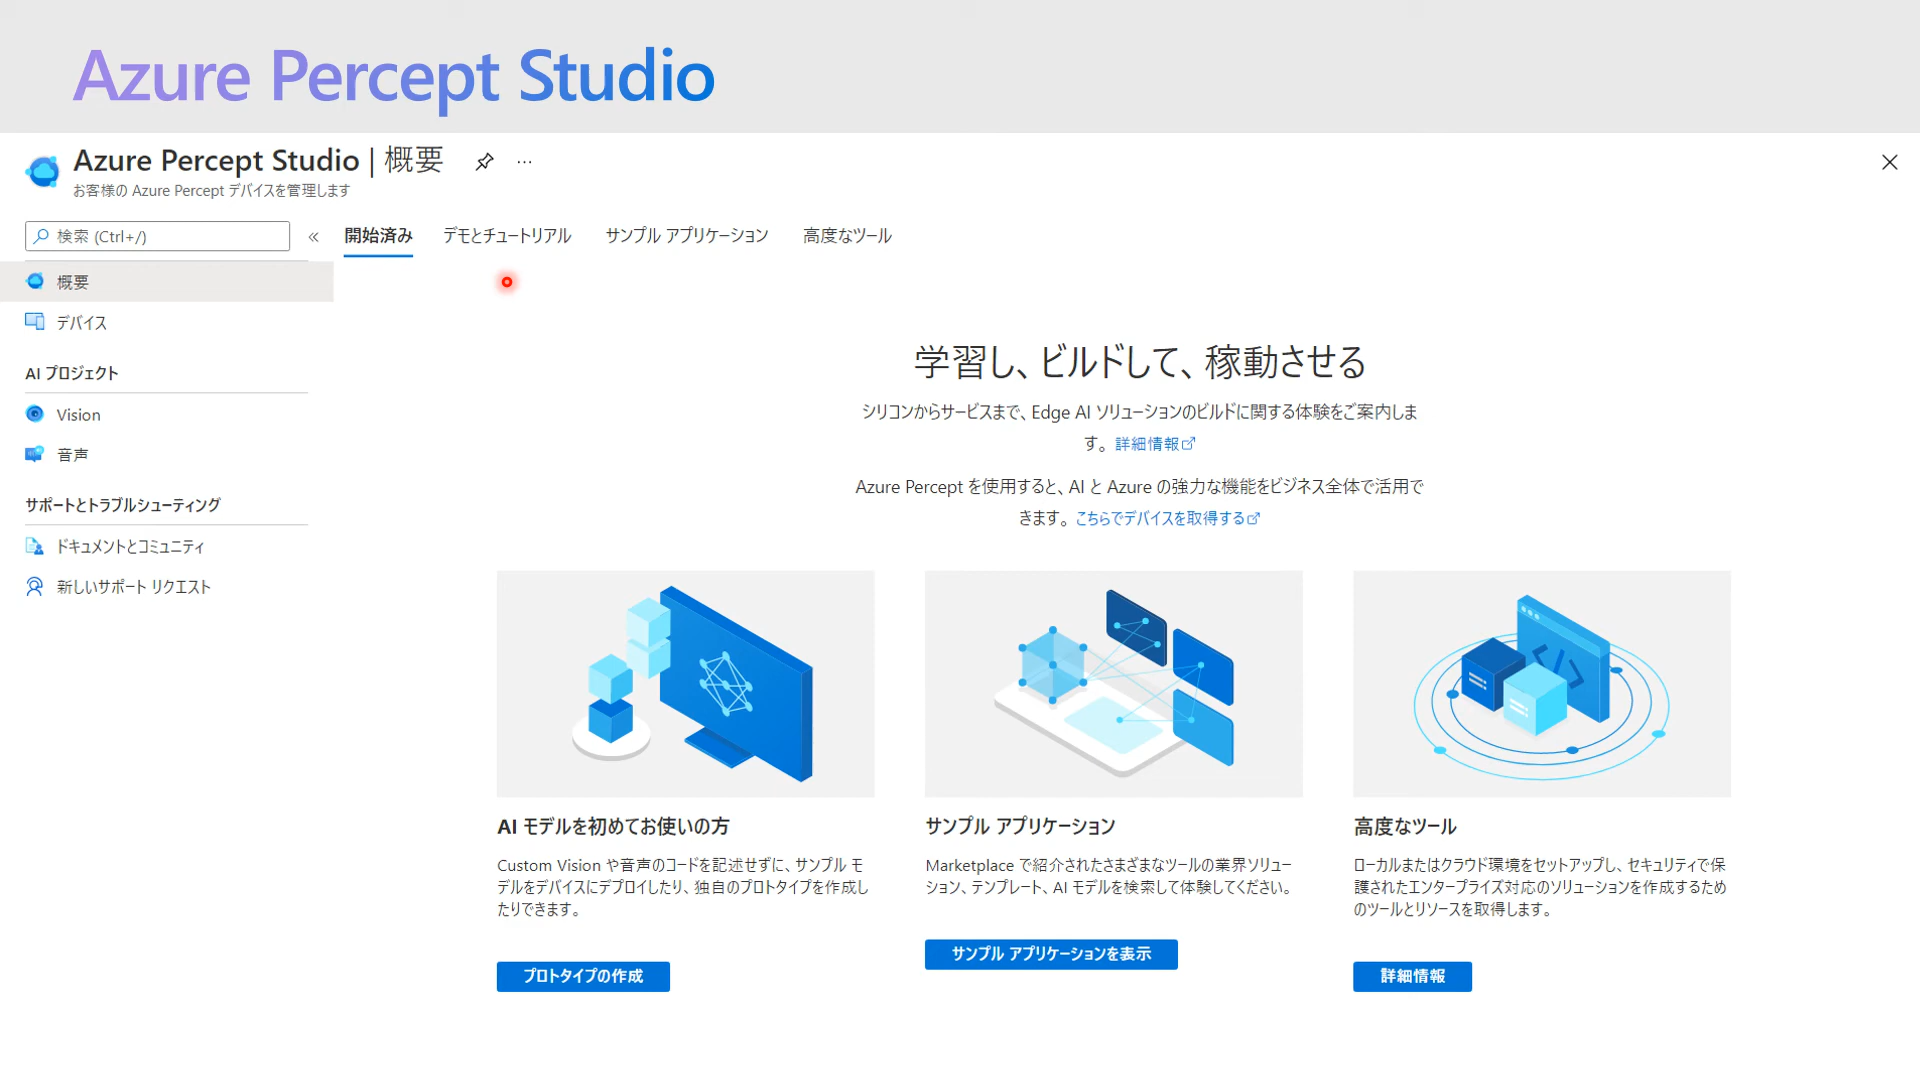 Azure Percept Studio
Azure Percept Studio | 概要
お客様の Azure Percept デバイスを管理します
検索 (Ctrl+/)
開始済み
デモとチュートリアル
サンプル アプリケーション
高度なツール
概要
デバイス
AI プロジェクト
Vision
音声
サポートとトラブルシューティング
ドキュメントとコミュニティ
新しいサポート リクエスト
学習し、ビルドして、稼動させる
シリコンからサービスまで、Edge AI ソリューションのビルドに関する体験をご案内しま
す。詳細情報
Azure Percept を使用すると、AI と Azure の強力な機能をビジネス全体で活用で
きます。こちらでデバイスを取得する
AI モデルを初めてお使いの方
Custom Vision や音声のコードを記述せずに、サンプル モ
デルをデバイスにデプロイしたり、独自のプロトタイプを作成し
たりできます。
プロトタイプの作成
サンプル アプリケーション
Marketplace で紹介されたさまざまなツールの業界ソリュー
ション、テンプレート、AI モデルを検索して体験してください。
サンプル アプリケーションを表示
高度なツール
ローカルまたはクラウド環境をセットアップし、セキュリティで保
護されたエンタープライズ対応のソリューションを作成するため
のツールとリソースを取得します。
詳細情報